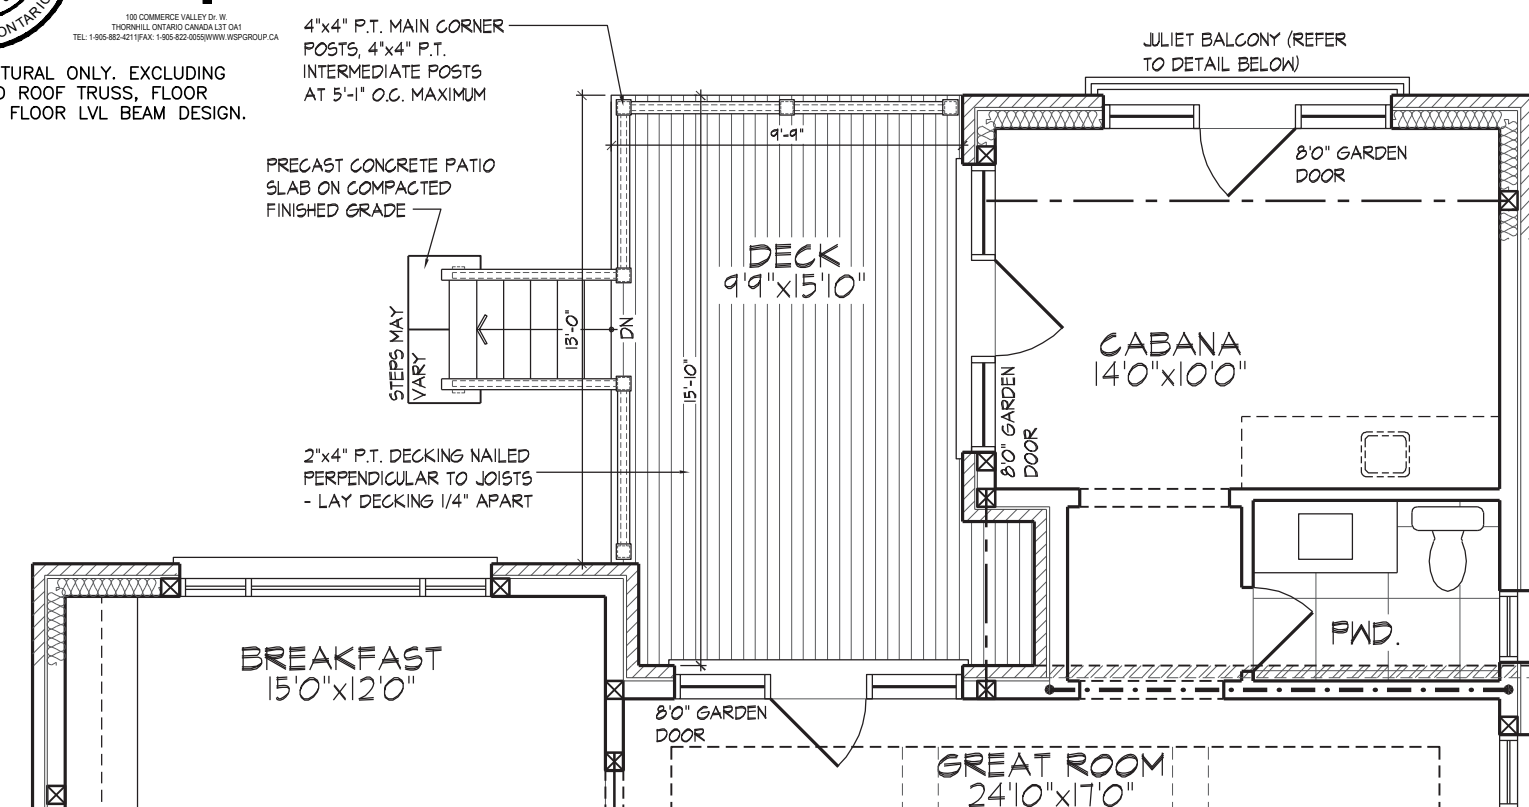 ONTARIO
100 COMMERCE VALLEY Dr. W.
THORNHILL ONTARIO CANADA L3T OA1
TEL: 1-905-882-4211|FAX: 1-905-822-0055|WWW.WSPGROUP.CA
TURAL ONLY. EXCLUDING
ROOF TRUSS, FLOOR
FLOOR LVL BEAM DESIGN.
4"x4" P.T. MAIN CORNER
POSTS, 4"x4" P.T.
INTERMEDIATE POSTS
AT 5'-1" O.C. MAXIMUM
JULIET BALCONY (REFER
TO DETAIL BELOW)
9'-9"
8'0" GARDEN
DOOR
PRECAST CONCRETE PATIO
SLAB ON COMPACTED
FINISHED GRADE
DECK
9'9"x15'10"
STEPS MAY
VARY
13'-0"
DN
15'-10"
CABANA
14'0"x10'0"
8'0" GARDEN
DOOR
2"x4" P.T. DECKING NAILED
PERPENDICULAR TO JOISTS
- LAY DECKING 1/4" APART
PWD.
BREAKFAST
15'0"x12'0"
8'0" GARDEN
DOOR
GREAT ROOM
24'10"x17'0"